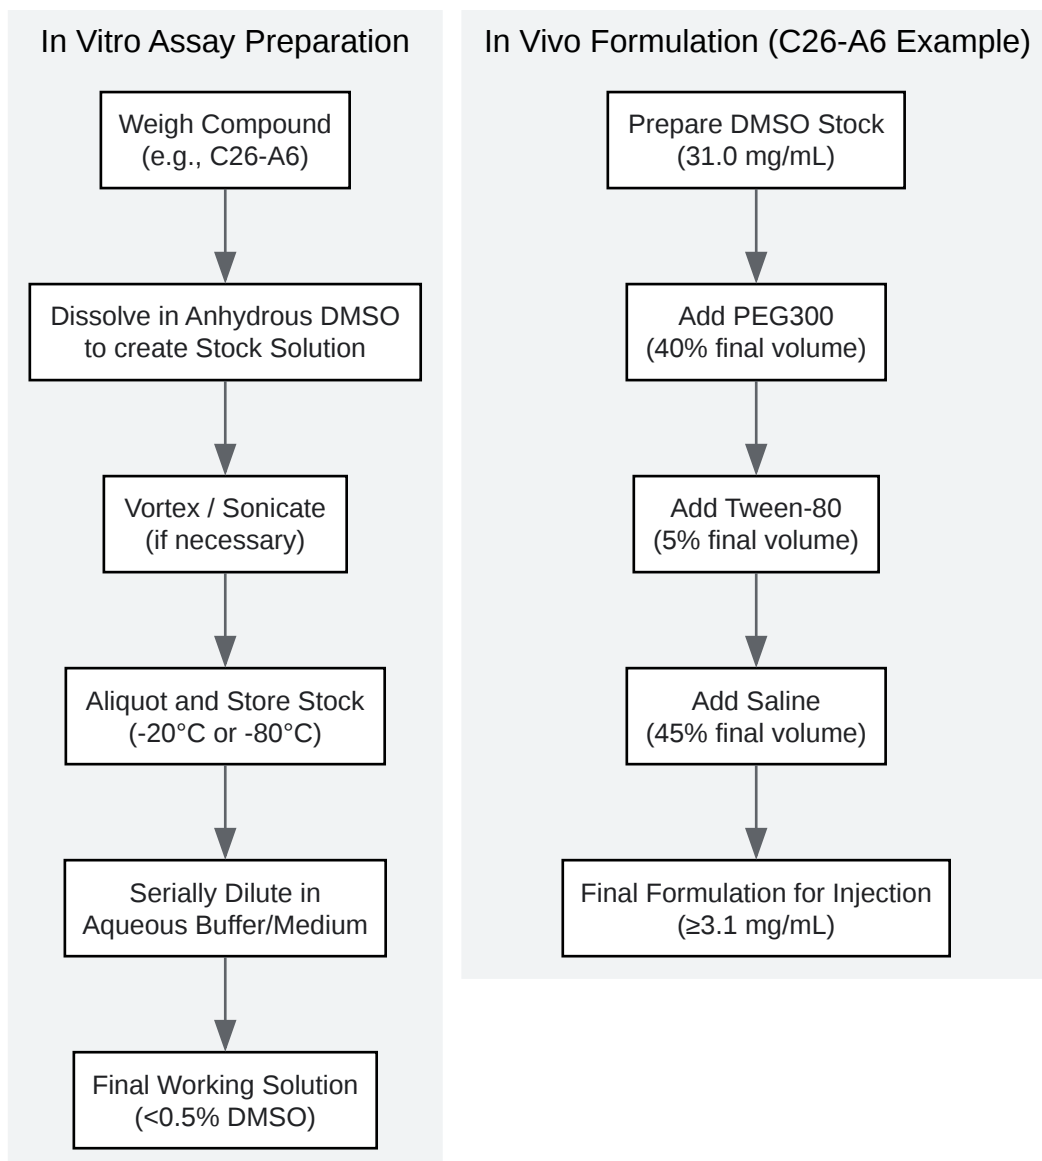 In Vitro Assay Preparation
Weigh Compound
(e.g., C26-A6)
Dissolve in Anhydrous DMSO
to create Stock Solution
Vortex / Sonicate
(if necessary)
Aliquot and Store Stock
(-20°C or -80°C)
Serially Dilute in
Aqueous Buffer/Medium
Final Working Solution
(<0.5% DMSO)
In Vivo Formulation (C26-A6 Example)
Prepare DMSO Stock
(31.0 mg/mL)
Add PEG300
(40% final volume)
Add Tween-80
(5% final volume)
Add Saline
(45% final volume)
Final Formulation for Injection
(≥3.1 mg/mL)